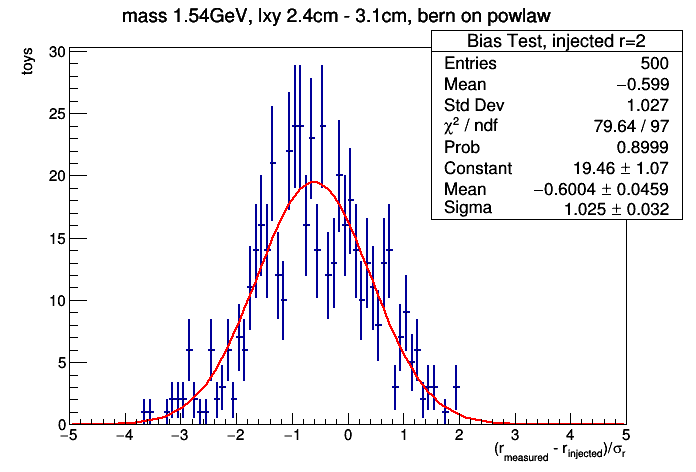 mass 1.54GeV, lxy 2.4cm - 3.1cm, bern on powlaw
Bias Test, injected r=2
Entries 500
Mean −0.599
Std Dev 1.027
χ² / ndf 79.64 / 97
Prob 0.8999
Constant 19.46 ± 1.07
Mean −0.6004 ± 0.0459
Sigma 1.025 ± 0.032
toys
30
25
20
15
10
5
0
−5 −4 −3 −2 −1 0 1 2 3 4 5
(r_measured - r_injected)/σ_r